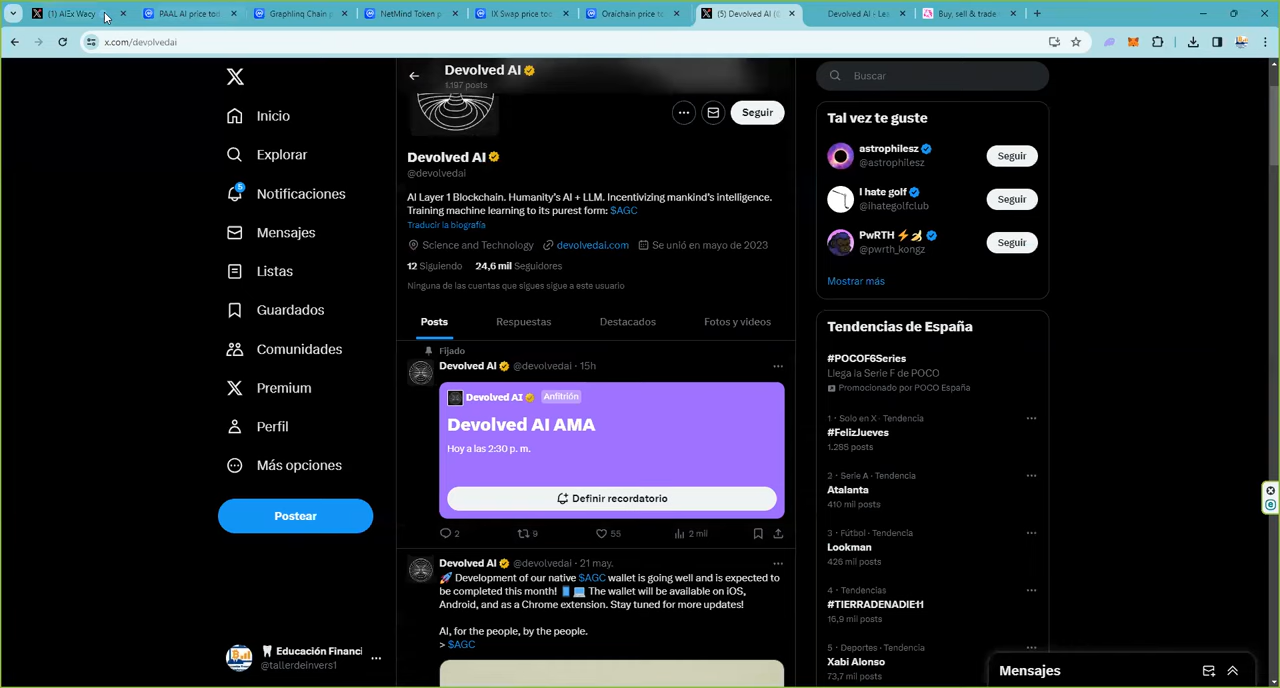 (1) AIEx Wacy
PAAL AI price tod
Graphlinq Chain p
NetMind Token p
IX Swap price too
Oraichain price to
(5) Devolved AI (
Devolved AI - Lea
Buy, sell & trade
x.com/devolvedai
Inicio
Explorar
5
Notificaciones
Mensajes
Listas
Guardados
Comunidades
Premium
Perfil
Más opciones
Postear
Educación Financi
@tallerdeinvers1
Devolved AI
1.197 posts
Seguir
Devolved AI
@devolvedai
AI Layer 1 Blockchain. Humanity's AI + LLM. Incentivizing mankind's intelligence.
Training machine learning to its purest form: $AGC
Traducir la biografía
Science and Technology devolvedai.com Se unió en mayo de 2023
12 Siguiendo 24,6 mil Seguidores
Ninguna de las cuentas que sigues sigue a este usuario
Posts Respuestas Destacados Fotos y videos
Fijado
Devolved AI @devolvedai · 15h
Devolved AI Anfitrión
Devolved AI AMA
Hoy a las 2:30 p. m.
Definir recordatorio
2 9 55 2 mil
Devolved AI @devolvedai · 21 may.
🚀 Development of our native $AGC wallet is going well and is expected to
be completed this month! 📱💻 The wallet will be available on iOS,
Android, and as a Chrome extension. Stay tuned for more updates!
AI, for the people, by the people.
> $AGC
Buscar
Tal vez te guste
astrophilesz
@astrophilesz
Seguir
I hate golf
@ihategolfclub
Seguir
PwRTH ⚡🍌
@pwrth_kongz
Seguir
Mostrar más
Tendencias de España
#POCOF6Series
Llega la Serie F de POCO
Promocionado por POCO España
1 · Solo en X · Tendencia
#FelizJueves
1.285 posts
2 · Serie A · Tendencia
Atalanta
410 mil posts
3 · Fútbol · Tendencia
Lookman
426 mil posts
4 · Tendencias
#TIERRADENADIE11
16,9 mil posts
5 · Deportes · Tendencia
Xabi Alonso
73,7 mil posts
Mensajes